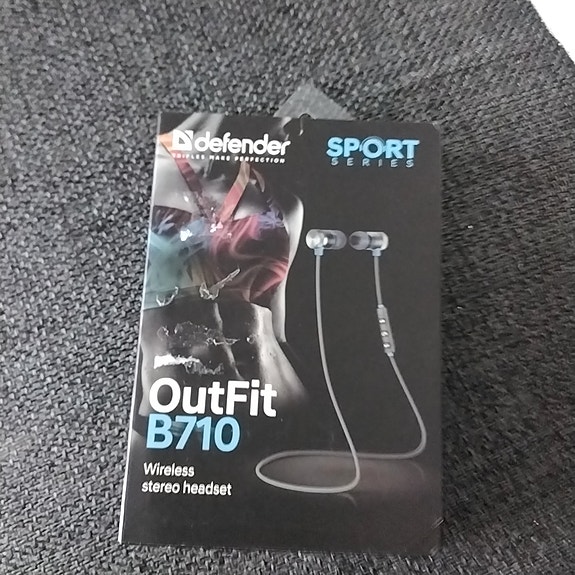 defender
TRIFLES MAKE PERFECTION
SPORT
SERIES
OutFit
B710
Wireless
stereo headset